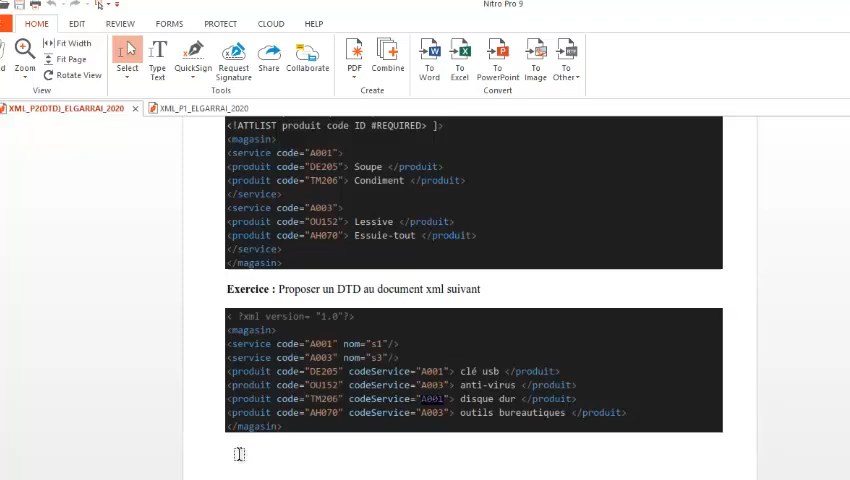 Nitro Pro 9
HOME EDIT REVIEW FORMS PROTECT CLOUD HELP
Zoom
Fit Width
Fit Page
Rotate View
Select
Type Text
QuickSign
Request Signature
Share
Collaborate
PDF
Combine
To Word
To Excel
To PowerPoint
To Image
To Other
View Tools Create Convert
XML_P2(DTD)_ELGARRAI_2020 × XML_P1_ELGARRAI_2020
<!ATTLIST produit code ID #REQUIRED> ]>
<magasin>
<service code="A001">
<produit code="DE205"> Soupe </produit>
<produit code="TM206"> Condiment </produit>
</service>
<service code="A003">
<produit code="OU152"> Lessive </produit>
<produit code="AH070"> Essuie-tout </produit>
</service>
</magasin>
Exercice : Proposer un DTD au document xml suivant
< ?xml version= "1.0"?>
<magasin>
<service code="A001" nom="s1"/>
<service code="A003" nom="s3"/>
<produit code="DE205" codeService="A001"> clé usb </produit>
<produit code="OU152" codeService="A003"> anti-virus </produit>
<produit code="TM206" codeService="A001"> disque dur </produit>
<produit code="AH070" codeService="A003"> outils bureautiques </produit>
</magasin>